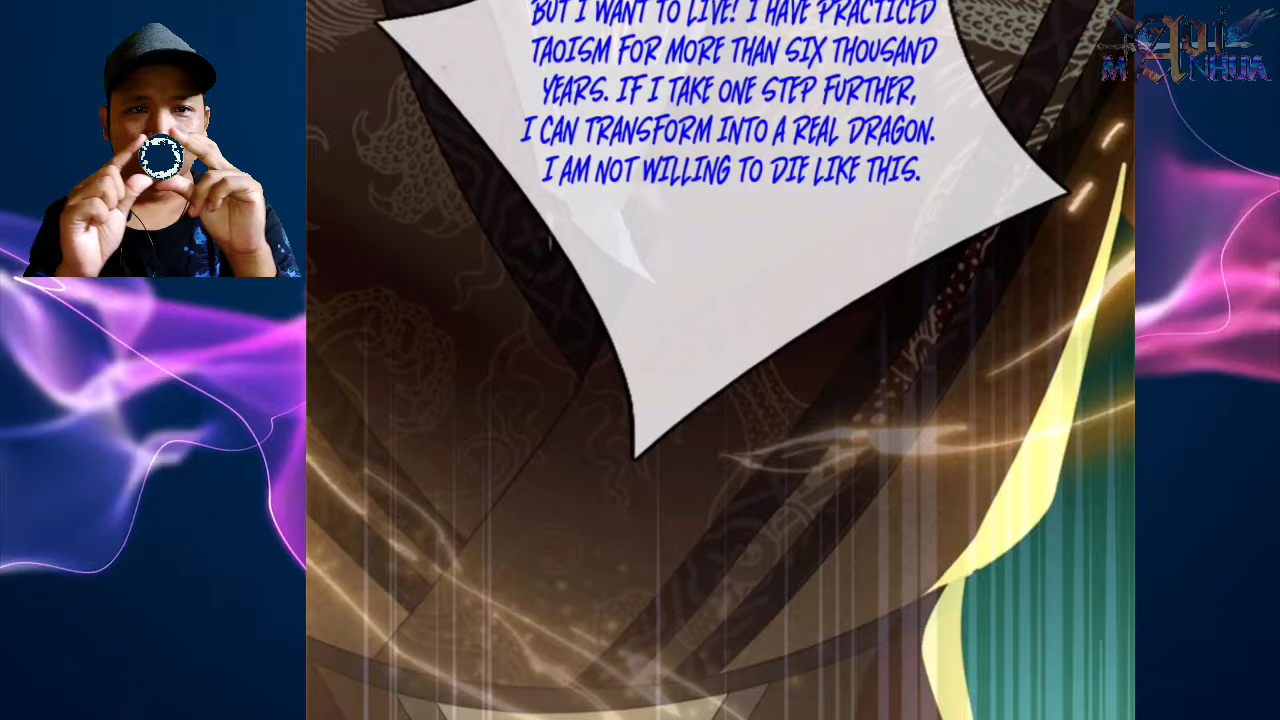 BUT I WANT TO LIVE! I HAVE PRACTICED
TAOISM FOR MORE THAN SIX THOUSAND
YEARS. IF I TAKE ONE STEP FURTHER,
I CAN TRANSFORM INTO A REAL DRAGON.
I AM NOT WILLING TO DIE LIKE THIS.
MANHUA